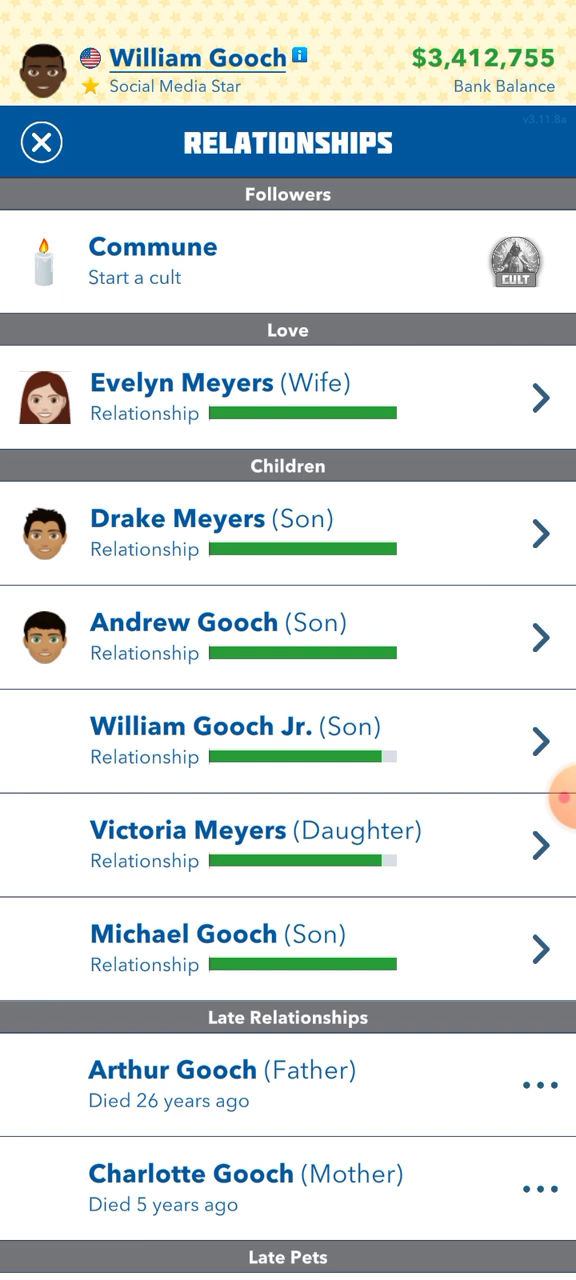 William Gooch
$3,412,755
Social Media Star
Bank Balance
v3.11.8a
RELATIONSHIPS
Followers
Commune
Start a cult
CULT
Love
Evelyn Meyers (Wife)
Relationship
Children
Drake Meyers (Son)
Relationship
Andrew Gooch (Son)
Relationship
William Gooch Jr. (Son)
Relationship
Victoria Meyers (Daughter)
Relationship
Michael Gooch (Son)
Relationship
Late Relationships
Arthur Gooch (Father)
Died 26 years ago
Charlotte Gooch (Mother)
Died 5 years ago
Late Pets